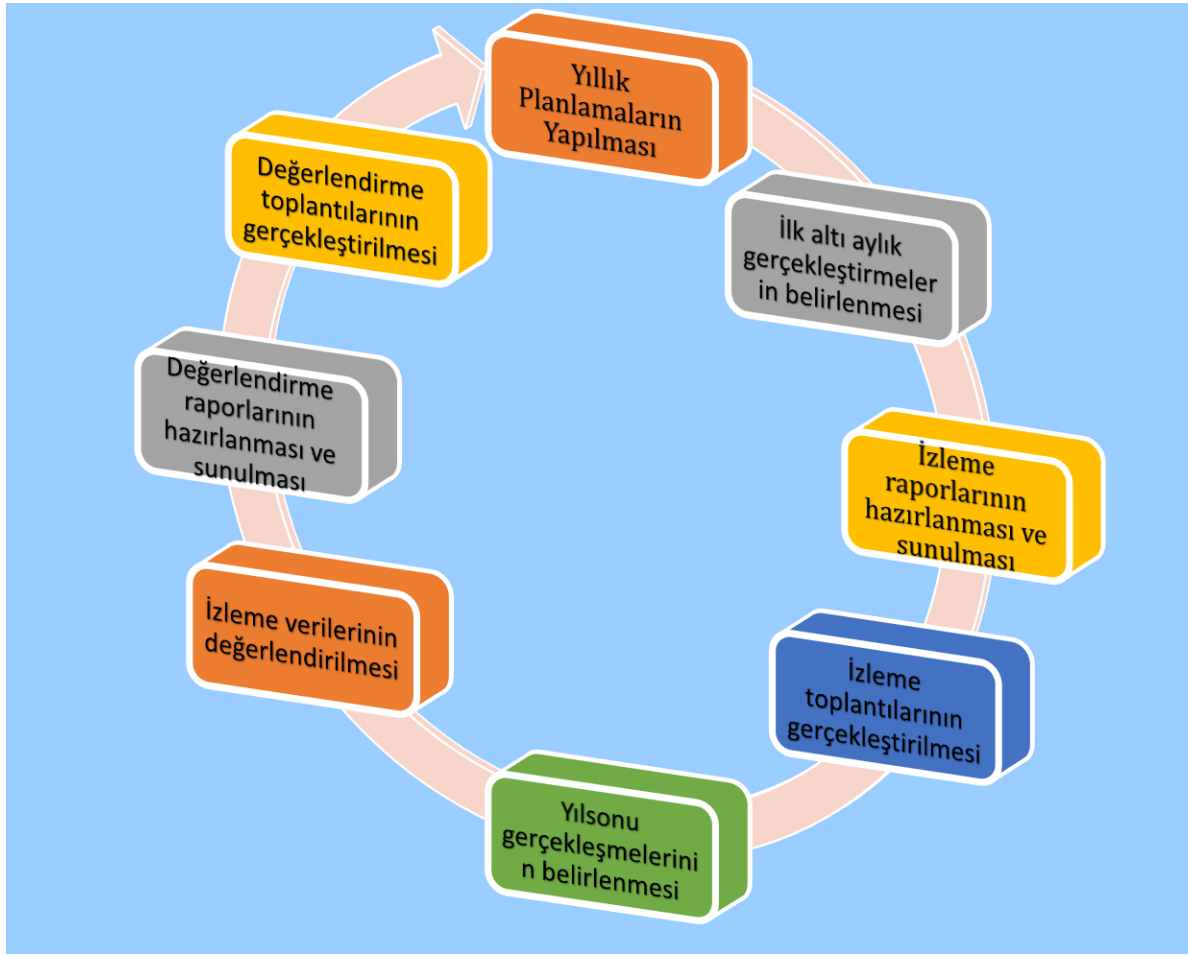 Yıllık
Planlamaların
Yapılması
İlk altı aylık
gerçekleştirmeler
in belirlenmesi
İzleme
raporlarının
hazırlanması ve
sunulması
İzleme
toplantılarının
gerçekleştirilmesi
Yılsonu
gerçekleşmelerini
n belirlenmesi
İzleme verilerinin
değerlendirilmesi
Değerlendirme
raporlarının
hazırlanması ve
sunulması
Değerlendirme
toplantılarının
gerçekleştirilmesi